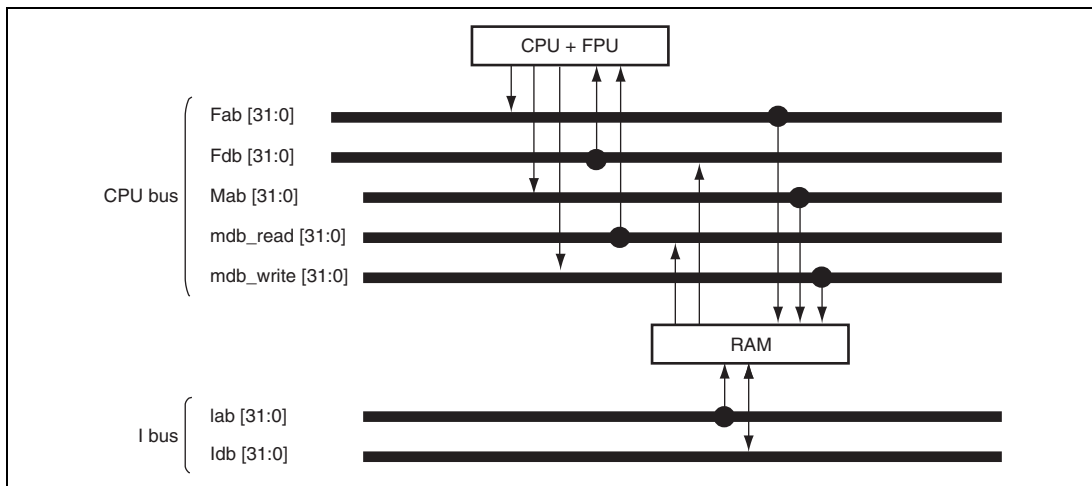 CPU + FPU
Fab [31:0]
Fdb [31:0]
CPU bus
Mab [31:0]
mdb_read [31:0]
mdb_write [31:0]
RAM
Iab [31:0]
I bus
Idb [31:0]